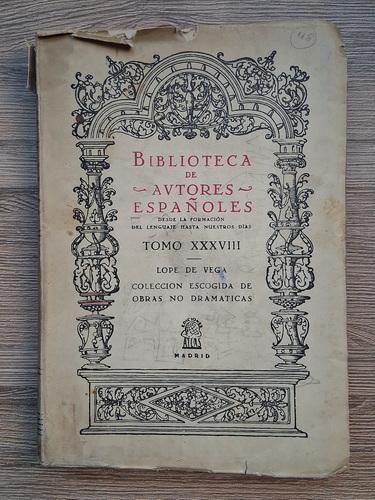 BIBLIOTECA
DE
AVTORES
ESPAÑOLES
DESDE LA FORMACIÓN
DEL LENGUAJE HASTA NUESTROS DÍAS
TOMO XXXVIII
LOPE DE VEGA
COLECCION ESCOGIDA DE
OBRAS NO DRAMATICAS
MADRID